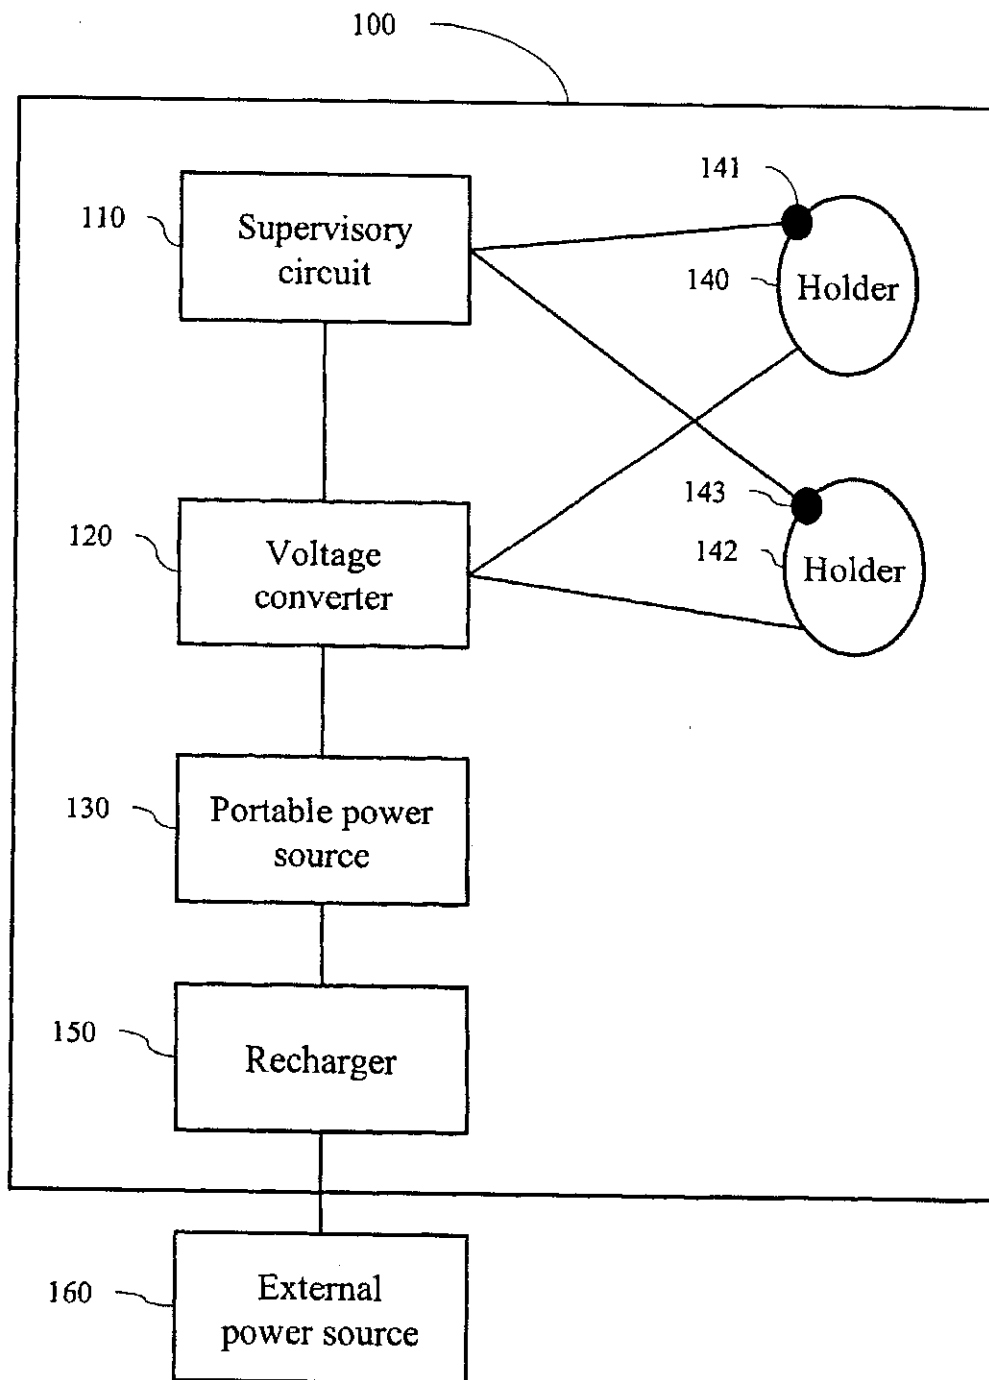 100
141
110
Supervisory
circuit
140
Holder
143
120
Voltage
converter
142
Holder
130
Portable power
source
150
Recharger
160
External
power source